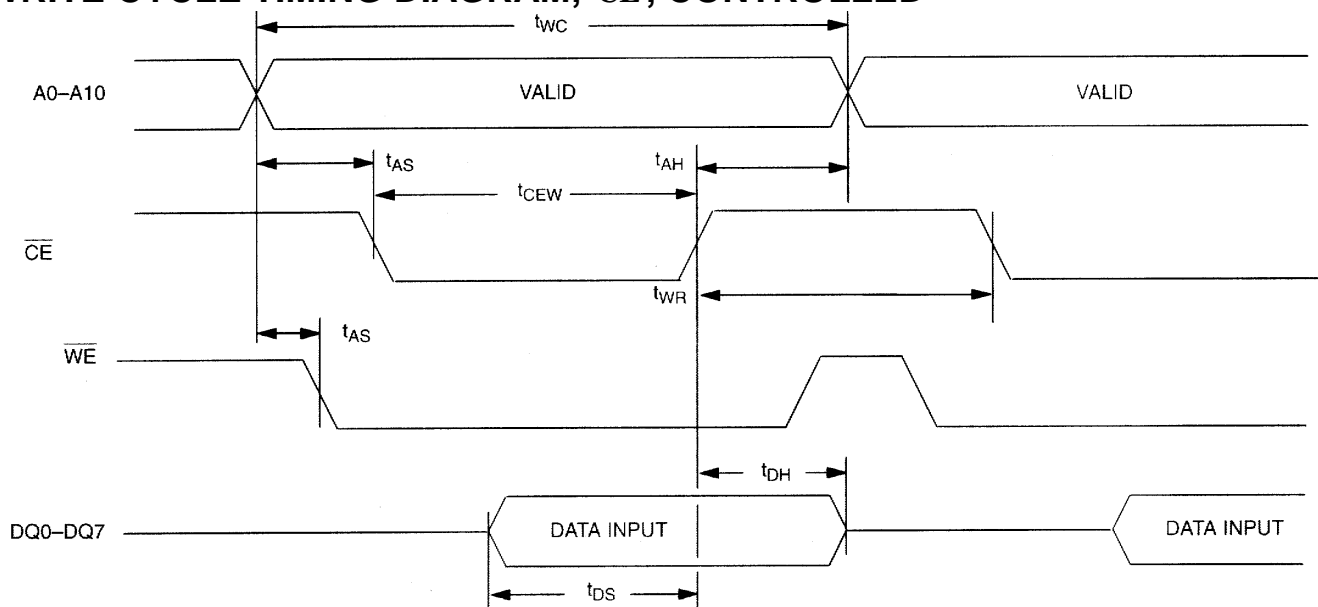 WRITE CYCLE TIMING DIAGRAM, CE, CONTROLLED
tWC
A0–A10
VALID
VALID
tAS
tAH
tCEW
CE
tWR
tAS
WE
tDH
DQ0–DQ7
DATA INPUT
DATA INPUT
tDS